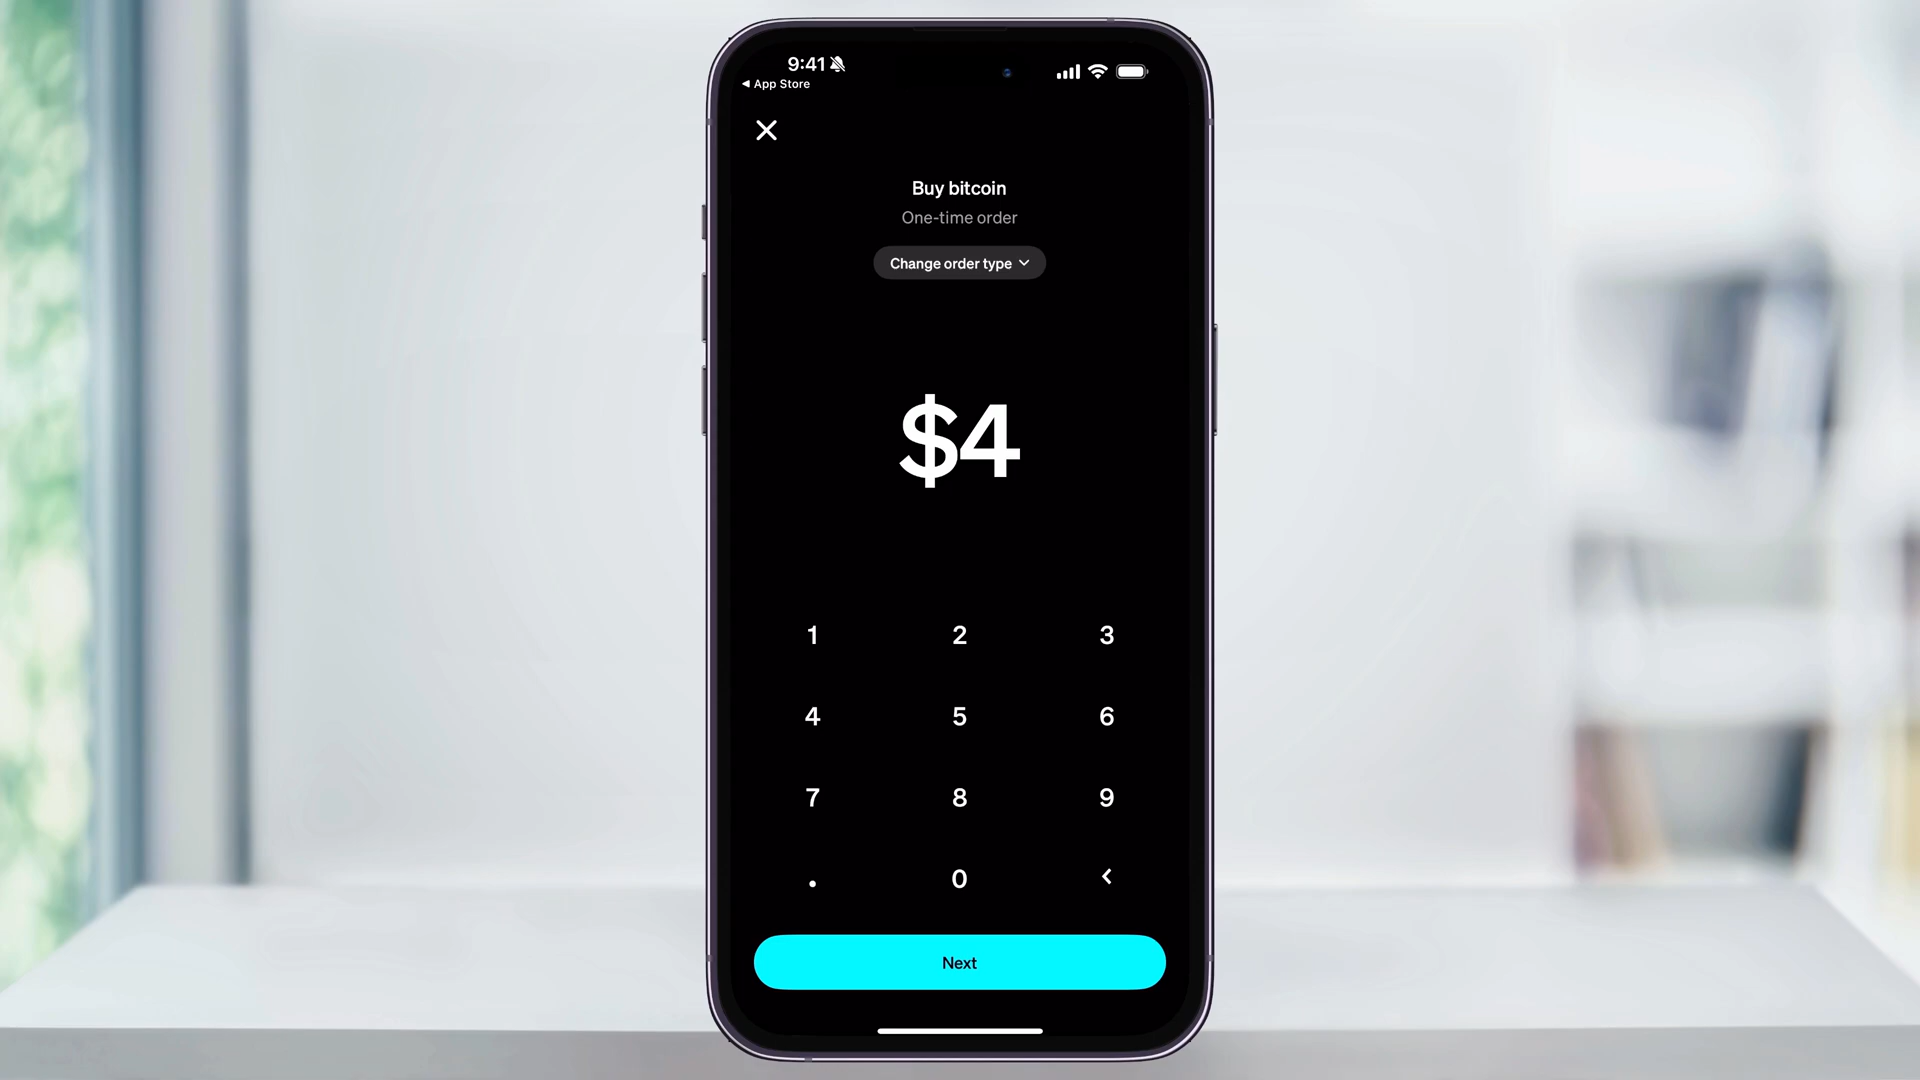 9:41
◀ App Store
Buy bitcoin
One-time order
Change order type
$4
1 2 3
4 5 6
7 8 9
. 0
Next